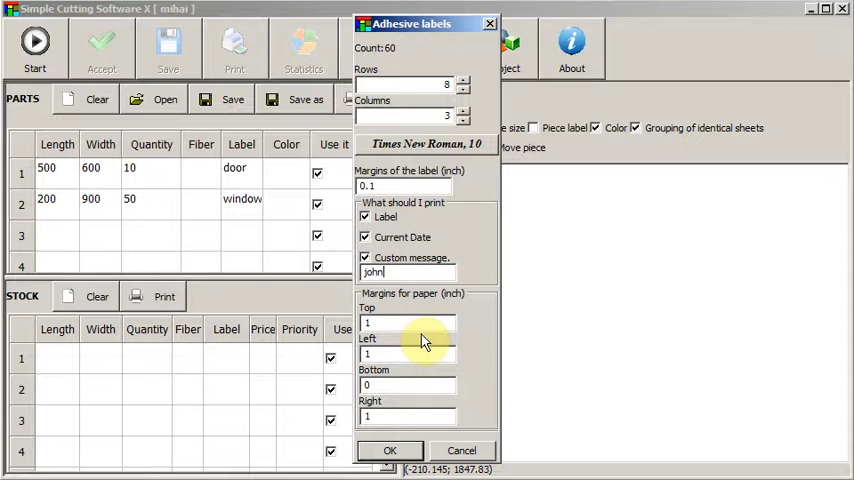 Simple Cutting Software X [ mihai ]
Adhesive labels
Start
Accept
Save
Print
Statistics
oject
About
PARTS
Clear
Open
Save
Save as
Length Width Quantity Fiber Label Color Use it
1 500 600 10 door
2 200 900 50 window
3
4
STOCK
Clear
Print
Length Width Quantity Fiber Label Price Priority Use
1
2
3
4
Count: 60
Rows
8
Columns
3
Times New Roman, 10
Margins of the label (inch)
0.1
What should I print
Label
Current Date
Custom message.
john
Margins for paper (inch)
Top
1
Left
1
Bottom
0
Right
1
OK
Cancel
e size
Piece label
Color
Grouping of identical sheets
Move piece
(-210.145; 1847.83)